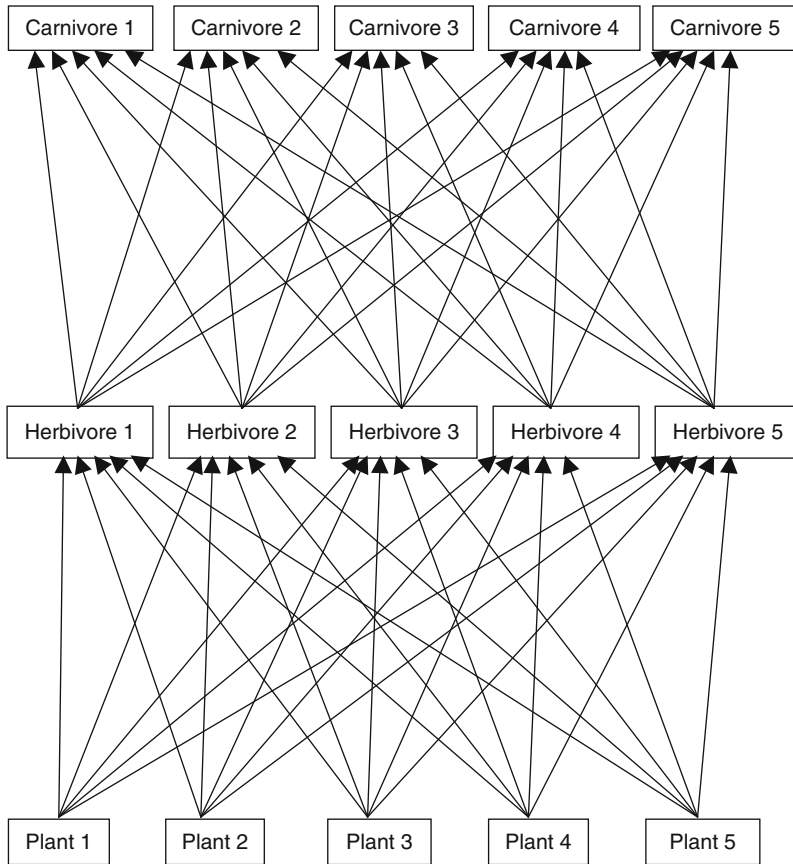 Carnivore 1
Carnivore 2
Carnivore 3
Carnivore 4
Carnivore 5
Herbivore 1
Herbivore 2
Herbivore 3
Herbivore 4
Herbivore 5
Plant 1
Plant 2
Plant 3
Plant 4
Plant 5